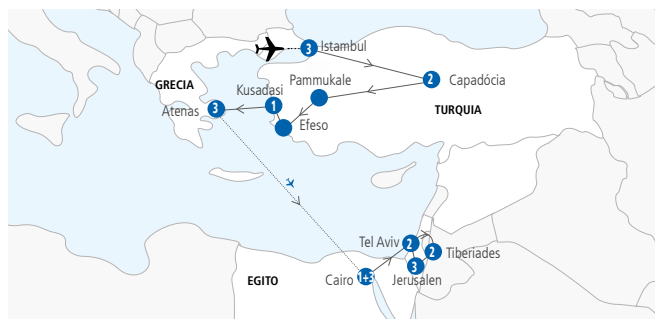 3 Istambul
GRECIA
Pammukale
2 Capadócia
Kusadasi
Atenas 3
1
TURQUIA
Efeso
Tel Aviv 2
2 Tiberiades
EGITO
Cairo 1+3
3
Jerusálen